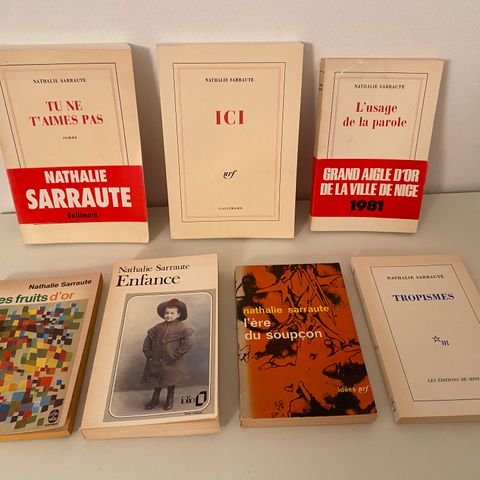 NATHALIE SARRAUTE
TU NE
T'AIMES PAS
roman
NATHALIE
SARRAUTE
Gallimard
NATHALIE SARRAUTE
ICI
nrf
GALLIMARD
NATHALIE SARRAUTE
L'usage
de la parole
GRAND AIGLE D'OR
DE LA VILLE DE NICE
1981
Nathalie Sarraute
es fruits d'or
Nathalie Sarraute
Enfance
folio
nathalie sarraute
l'ère
du soupçon
idées nrf
NATHALIE SARRAUTE
TROPISMES
m
LES ÉDITIONS DE MINU